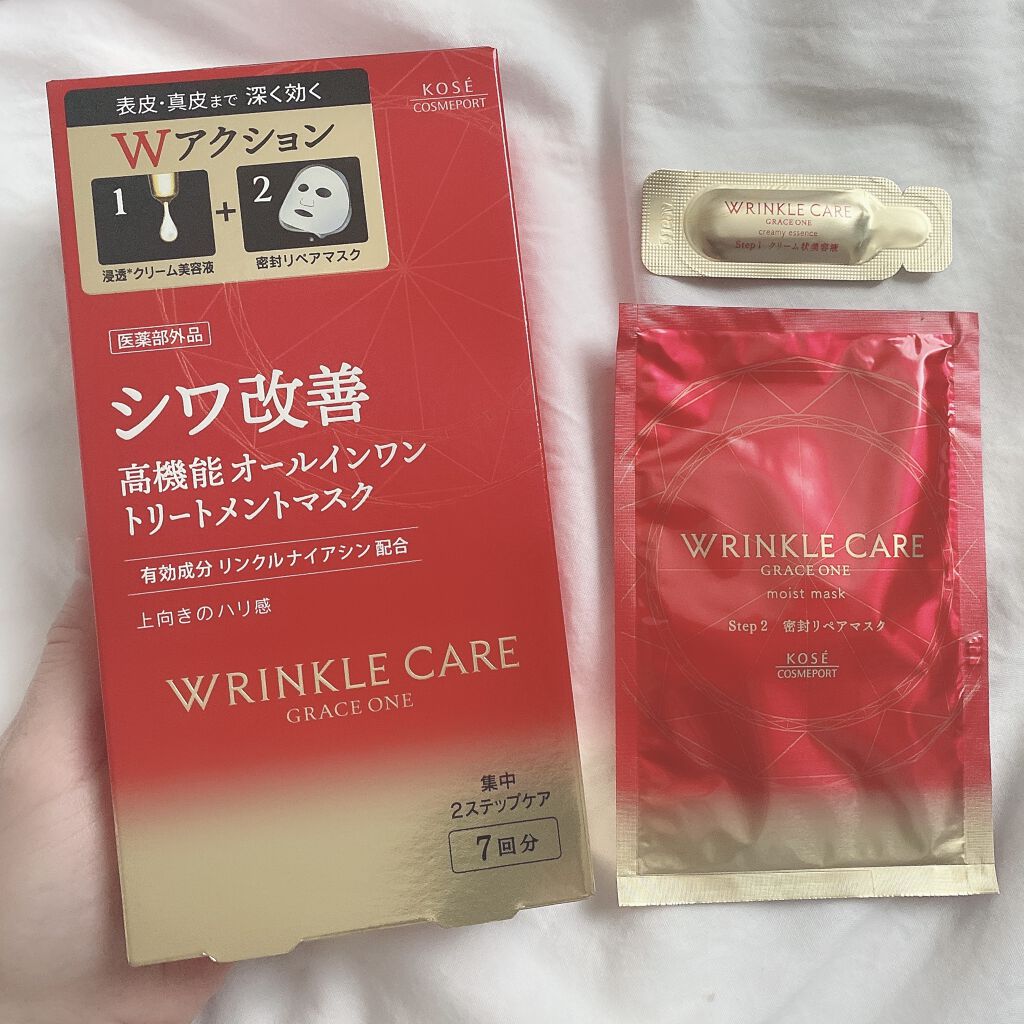 表皮・真皮まで 深く効く
Wアクション
1
+
2
浸透*クリーム美容液
密封リペアマスク
KOSÉ
COSMEPORT
医薬部外品
シワ改善
高機能 オールインワン
トリートメントマスク
有効成分 リンクルナイアシン 配合
上向きのハリ感
WRINKLE CARE
GRACE ONE
集中
2ステップケア
7回分
WRINKLE CARE
GRACE ONE
creamy essence
Step 1 クリーム状美容液
WRINKLE CARE
GRACE ONE
moist mask
Step 2 密封リペアマスク
KOSÉ
COSMEPORT